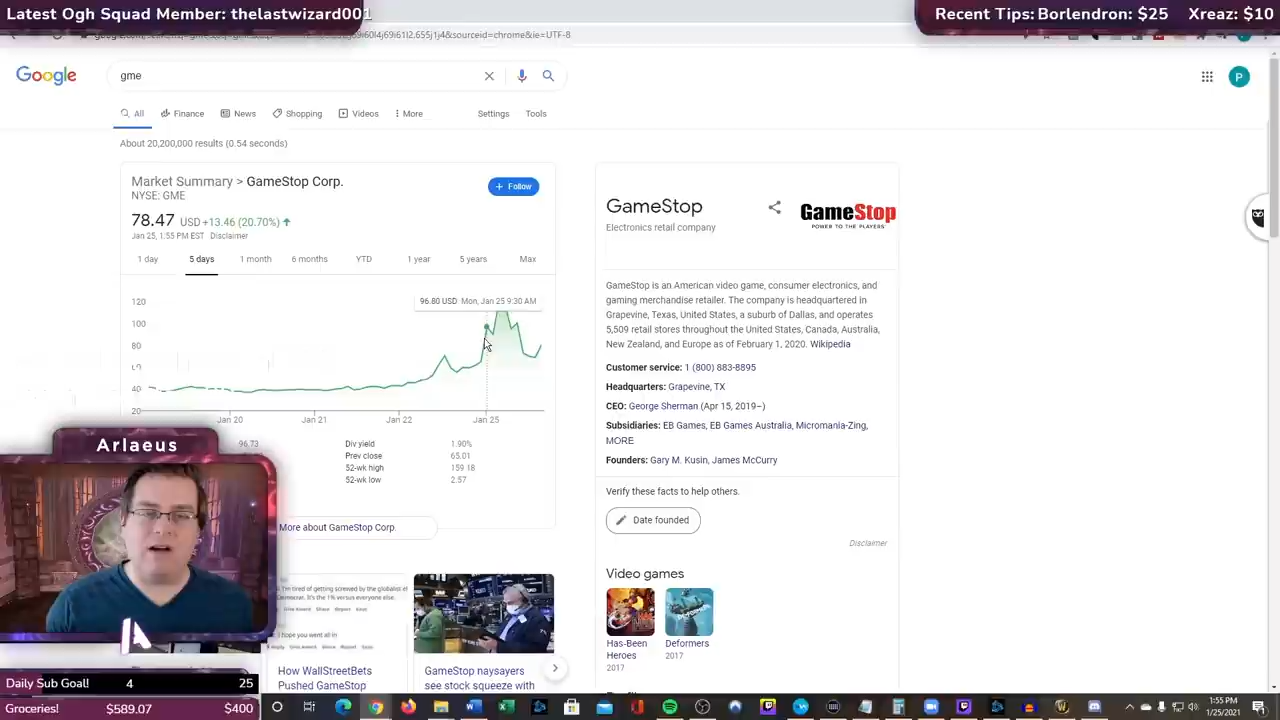 Latest Ogh Squad Member: thelastwizard001
Recent Tips: Borlendron: $25 Xreaz: $10
Google
gme
P
All
Finance
News
Shopping
Videos
More
Settings
Tools
About 20,200,000 results (0.54 seconds)
Market Summary > GameStop Corp.
NYSE: GME
+ Follow
78.47 USD +13.46 (20.70%)
Jan 25, 1:55 PM EST Disclaimer
1 day
5 days
1 month
6 months
YTD
1 year
5 years
Max
96.80 USD Mon, Jan 25 9:30 AM
120
100
80
40
20
Jan 20
Jan 21
Jan 22
Jan 25
96.73
Div yield 1.90%
Prev close 65.01
52-wk high 159 18
52-wk low 2.57
More about GameStop Corp.
How WallStreetBets
Pushed GameStop
GameStop naysayers
see stock squeeze with
GameStop
Electronics retail company
GameStop
POWER TO THE PLAYERS
GameStop is an American video game, consumer electronics, and
gaming merchandise retailer. The company is headquartered in
Grapevine, Texas, United States, a suburb of Dallas, and operates
5,509 retail stores throughout the United States, Canada, Australia,
New Zealand, and Europe as of February 1, 2020. Wikipedia
Customer service: 1 (800) 883-8895
Headquarters: Grapevine, TX
CEO: George Sherman (Apr 15, 2019–)
Subsidiaries: EB Games, EB Games Australia, Micromania-Zing,
MORE
Founders: Gary M. Kusin, James McCurry
Verify these facts to help others.
Date founded
Disclaimer
Video games
Has-Been
Heroes
2017
Deformers
2017
Arlaeus
Daily Sub Goal! 4 25
Groceries! $589.07 $400
1:55 PM
1/25/2021